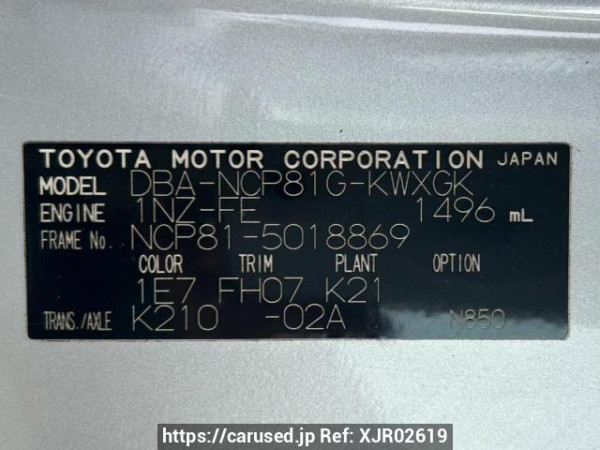 TOYOTA MOTOR CORPORATION JAPAN
MODEL DBA-NCP81G-KWXGK
ENGINE 1NZ-FE 1496 mL
FRAME No. NCP81-5018869
COLOR TRIM PLANT OPTION
1E7 FH07 K21
TRANS./AXLE K210 -02A N850
https://carused.jp Ref: XJR02619